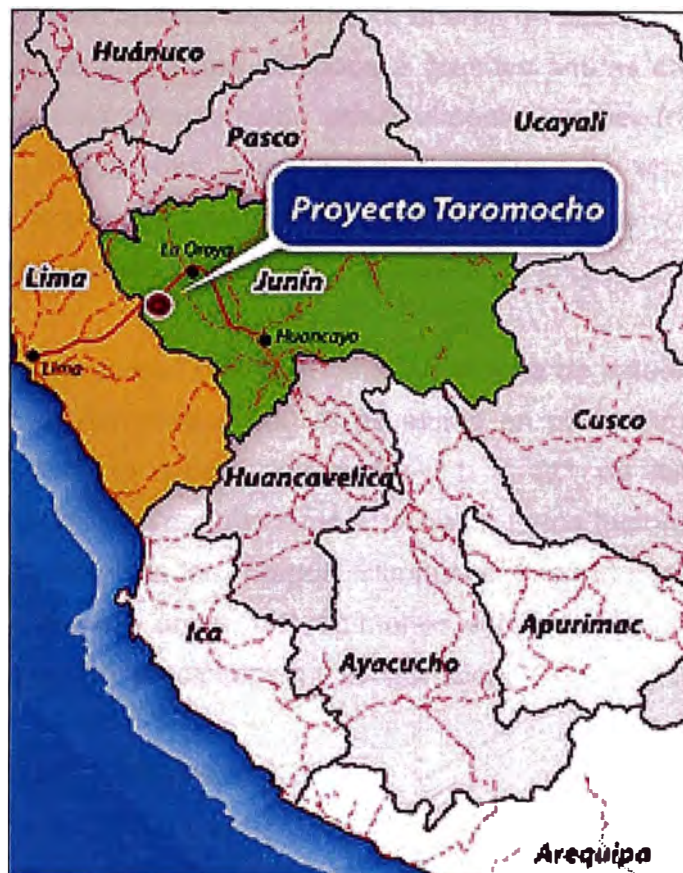 Huánuco
Pasco
Ucayali
Proyecto Toromocho
La Oroya
Lima
Junín
Huancayo
Lima
Cusco
Huancavelica
Ica
Apurimac
Ayacucho
Arequipa